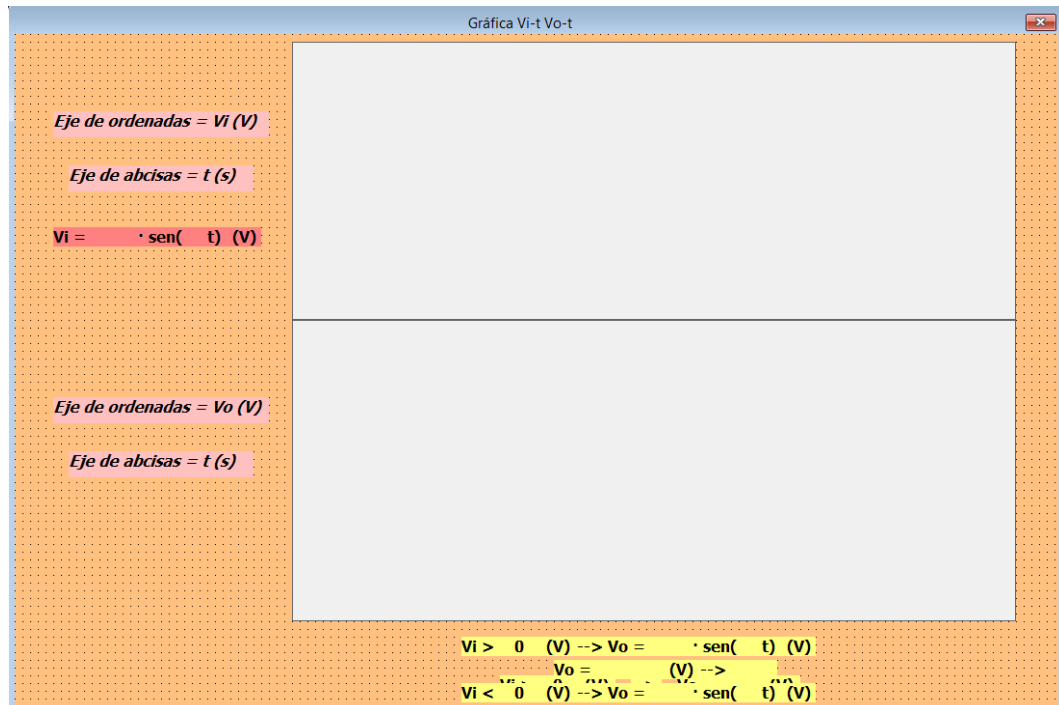 Gráfica Vi-t Vo-t
Eje de ordenadas = Vi (V)
Eje de abcisas = t (s)
Vi = · sen( t) (V)
Eje de ordenadas = Vo (V)
Eje de abcisas = t (s)
Vi > 0 (V) --> Vo = · sen( t) (V)
Vo = (V) -->
Vi < 0 (V) --> Vo = · sen( t) (V)